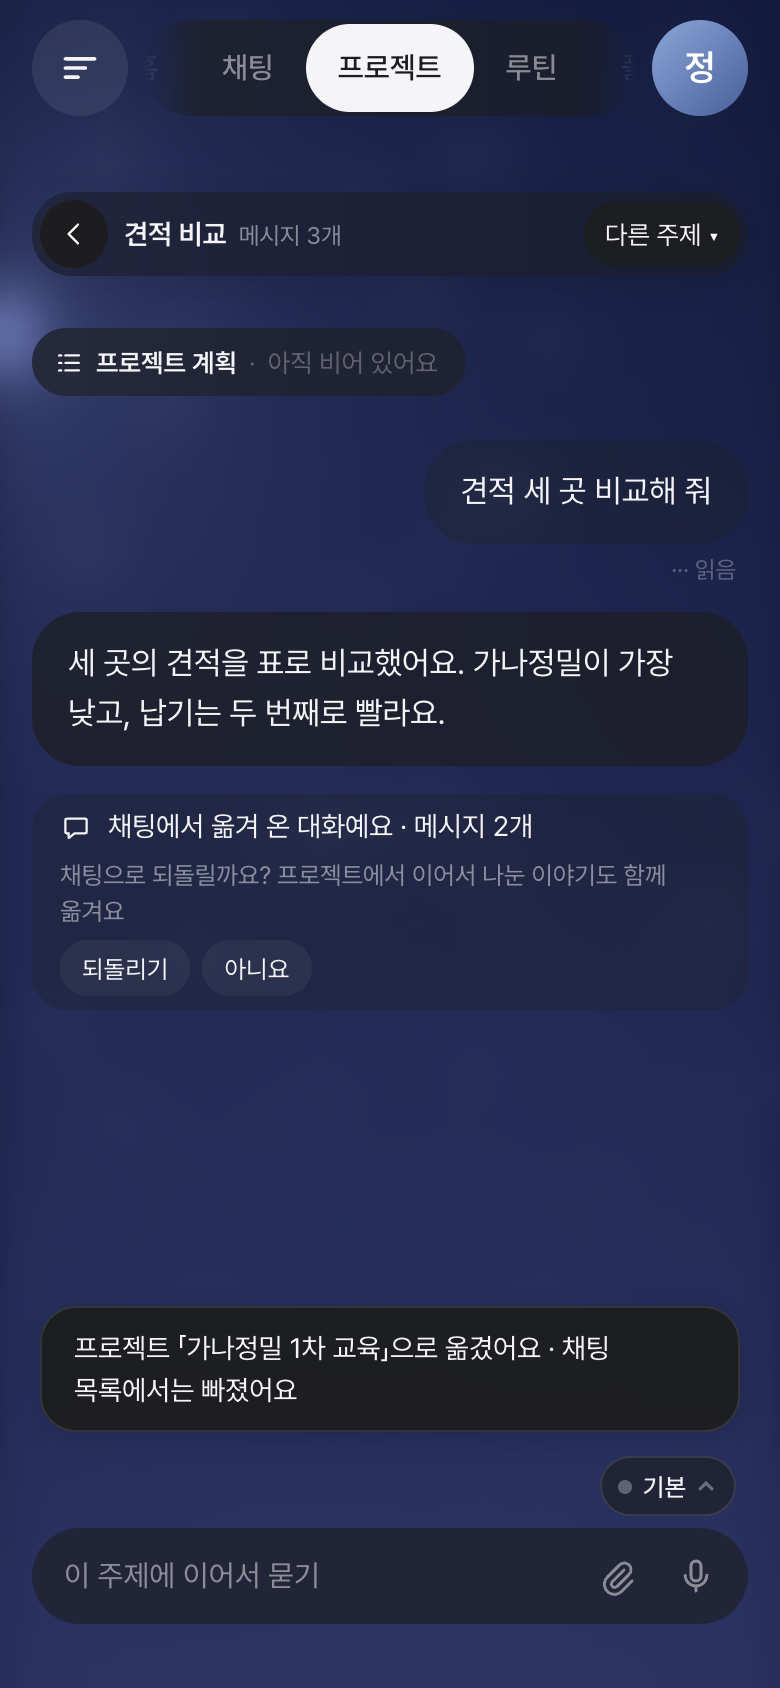 채팅
프로젝트
루틴
정
견적 비교 메시지 3개
다른 주제 ▾
프로젝트 계획 · 아직 비어 있어요
견적 세 곳 비교해 줘
··· 읽음
세 곳의 견적을 표로 비교했어요. 가나정밀이 가장
낮고, 납기는 두 번째로 빨라요.
채팅에서 옮겨 온 대화예요 · 메시지 2개
채팅으로 되돌릴까요? 프로젝트에서 이어서 나눈 이야기도 함께
옮겨요
되돌리기
아니요
프로젝트 「가나정밀 1차 교육」으로 옮겼어요 · 채팅
목록에서는 빠졌어요
기본
이 주제에 이어서 묻기